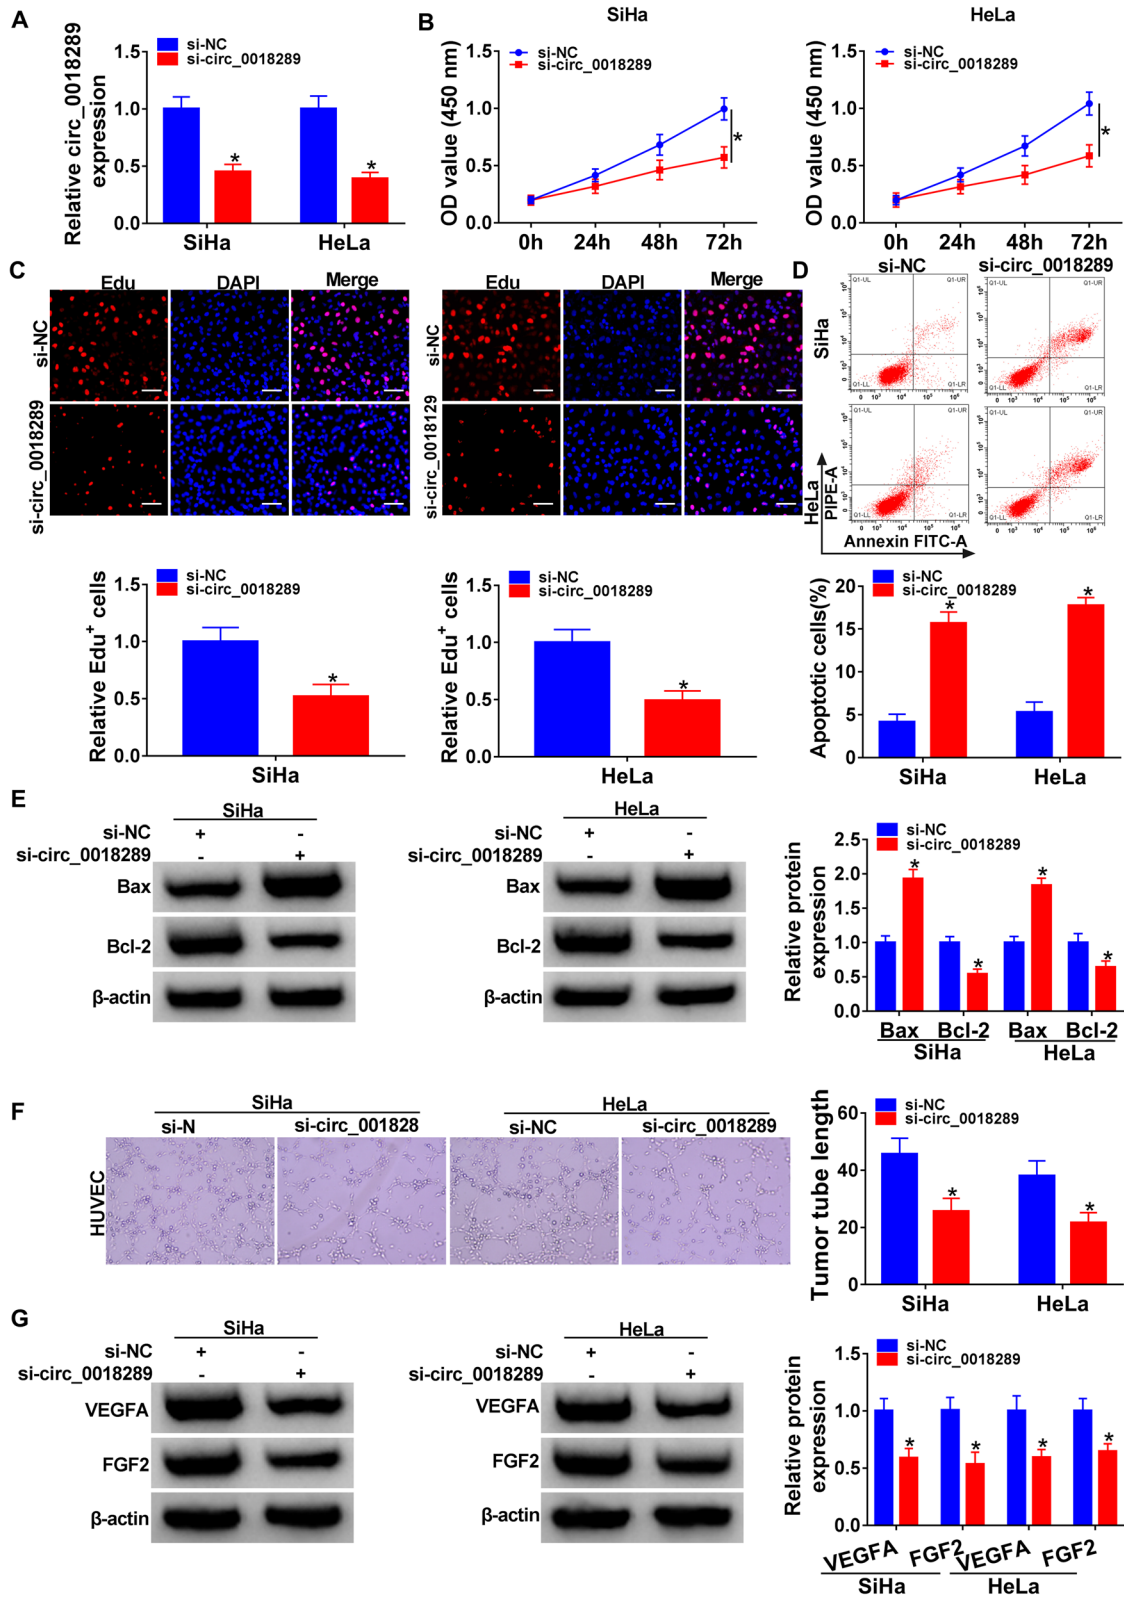 A
Relative circ_0018289
expression
si-NC
si-circ_0018289
1.5
1.0
0.5
0.0
SiHa
HeLa
B
SiHa
OD value (450 nm)
si-NC
si-circ_0018289
1.5
1.0
0.5
0.0
0h
24h
48h
72h
*
HeLa
OD value (450 nm)
si-NC
si-circ_0018289
1.5
1.0
0.5
0.0
0h
24h
48h
72h
*
C
Edu
DAPI
Merge
si-NC
si-circ_0018289
Edu
DAPI
Merge
si-NC
si-circ_0018129
Relative Edu+ cells
si-NC
si-circ_0018289
1.5
1.0
0.5
0.0
*
SiHa
Relative Edu+ cells
si-NC
si-circ_0018289
1.5
1.0
0.5
0.0
*
HeLa
D
si-NC
si-circ_0018289
SiHa
HeLa
PIPE-A
Annexin FITC-A
Q1-UL
Q1-UR
Q1-LL
Q1-LR
Apoptotic cells(%)
si-NC
si-circ_0018289
20
15
10
5
0
* *
SiHa
HeLa
E
SiHa
si-NC + -
si-circ_0018289 - +
Bax
Bcl-2
β-actin
HeLa
si-NC + -
si-circ_0018289 - +
Bax
Bcl-2
β-actin
Relative protein
expression
si-NC
si-circ_0018289
2.5
2.0
1.5
1.0
0.5
0.0
* * * *
Bax Bcl-2 Bax Bcl-2
SiHa
HeLa
F
SiHa
HeLa
si-N
si-circ_001828
si-NC
si-circ_0018289
HUVEC
Tumor tube length
si-NC
si-circ_0018289
60
40
20
0
* *
SiHa
HeLa
G
SiHa
si-NC + -
si-circ_0018289 - +
VEGFA
FGF2
β-actin
HeLa
si-NC + -
si-circ_0018289 - +
VEGFA
FGF2
β-actin
Relative protein
expression
si-NC
si-circ_0018289
1.5
1.0
0.5
0.0
* * * *
VEGFA FGF2 VEGFA FGF2
SiHa
HeLa